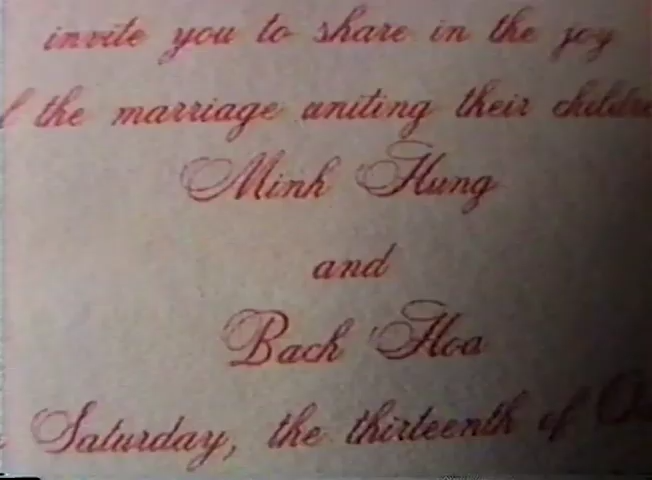 invite you to share in the joy
the marriage uniting their
Minh Hung
and
Bach Hoa
Saturday, the thirteenth of